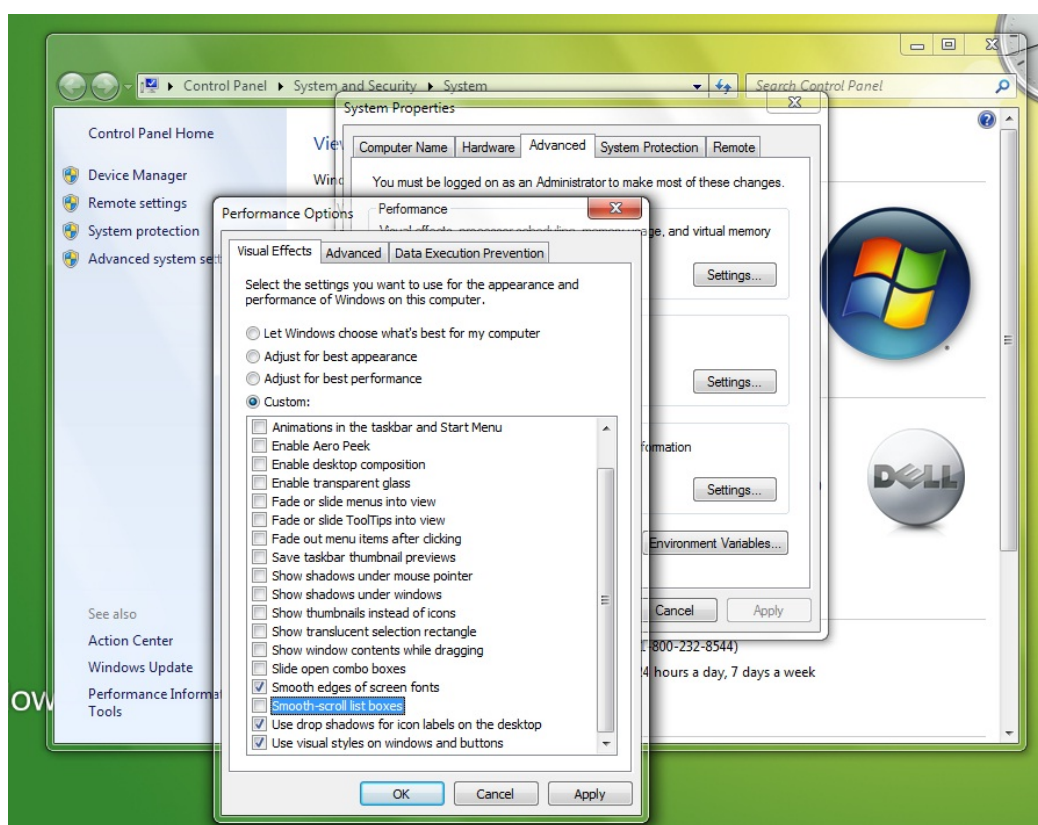 Control Panel ▸ System and Security ▸ System
Search Control Panel
Control Panel Home
Device Manager
Remote settings
System protection
Advanced system
See also
Action Center
Windows Update
Performance
Tools
System Properties
Computer Name
Hardware
Advanced
System Protection
Remote
You must be logged on as an Administrator to make most of these changes.
Performance
and virtual memory
Settings...
Settings...
Settings...
Environment Variables...
Cancel
Apply
Performance Options
Visual Effects
Advanced
Data Execution Prevention
Select the settings you want to use for the appearance and
performance of Windows on this computer.
Let Windows choose what's best for my computer
Adjust for best appearance
Adjust for best performance
Custom:
Animations in the taskbar and Start Menu
Enable Aero Peek
Enable desktop composition
Enable transparent glass
Fade or slide menus into view
Fade or slide ToolTips into view
Fade out menu items after clicking
Save taskbar thumbnail previews
Show shadows under mouse pointer
Show shadows under windows
Show thumbnails instead of icons
Show translucent selection rectangle
Show window contents while dragging
Slide open combo boxes
Smooth edges of screen fonts
Smooth-scroll list boxes
Use drop shadows for icon labels on the desktop
Use visual styles on windows and buttons
OK
Cancel
Apply
DELL
1-800-232-8544)
24 hours a day, 7 days a week